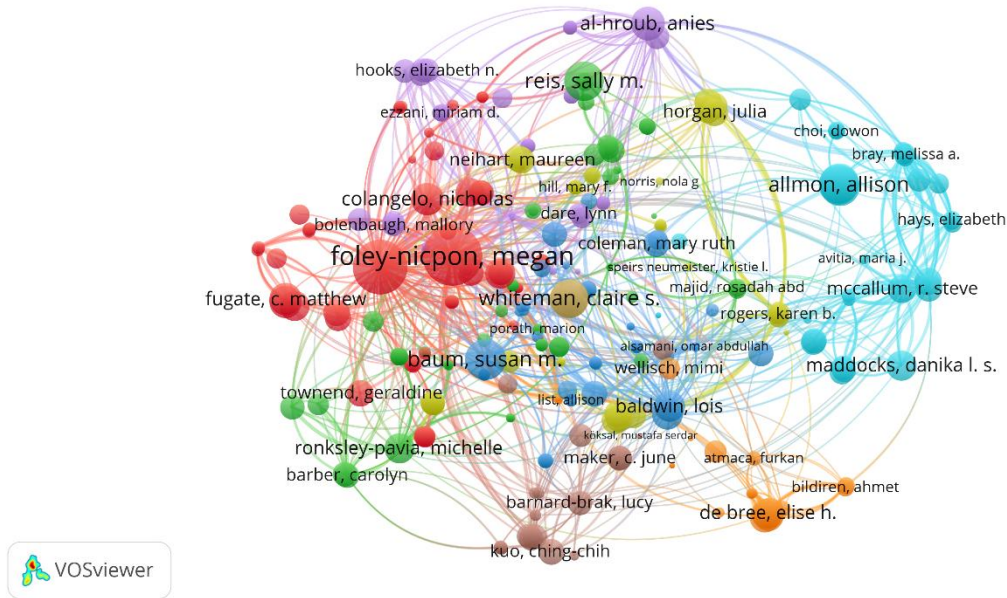 al-hroub, anies
hooks, elizabeth n.
reis, sally m.
ezzani, miriam d.
horgan, julia
choi, dowon
neihart, maureen
bray, melissa a.
hill, mary f.
norris, nola g
allmon, allison
colangelo, nicholas
dare, lynn
hays, elizabeth
bolenbaugh, mallory
coleman, mary ruth
foley-nicpon, megan
avitia, maria j.
speirs neumeister, kristie l.
mccallum, r. steve
majid, rosadah abd
fugate, c. matthew
whiteman, claire s.
rogers, karen b.
porath, marion
alsamani, omar abdullah
baum, susan m.
wellisch, mimi
maddocks, danika l. s.
townend, geraldine
list, allison
baldwin, lois
köksal, mustafa serdar
ronksley-pavia, michelle
maker, c. june
atmaca, furkan
barber, carolyn
bildiren, ahmet
barnard-brak, lucy
de bree, elise h.
kuo, ching-chih
VOSviewer